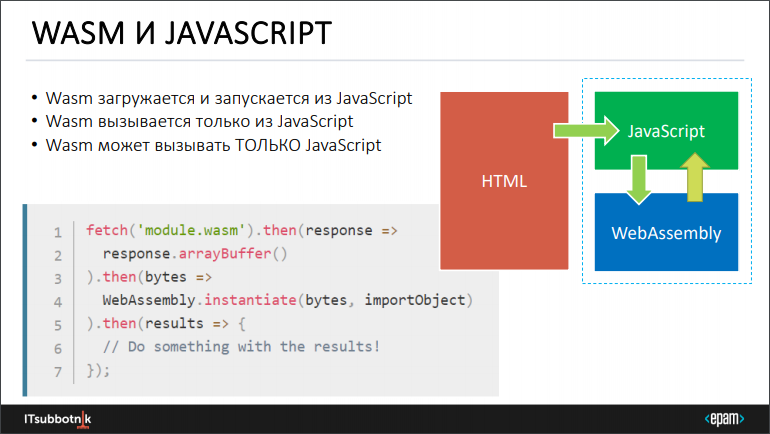 WASM И JAVASCRIPT
• Wasm загружается и запускается из JavaScript
• Wasm вызывается только из JavaScript
• Wasm может вызывать ТОЛЬКО JavaScript
HTML
JavaScript
WebAssembly
1 fetch('module.wasm').then(response =>
2   response.arrayBuffer()
3 ).then(bytes =>
4   WebAssembly.instantiate(bytes, importObject)
5 ).then(results => {
6   // Do something with the results!
7 });
ITsubbotnik
<epam>